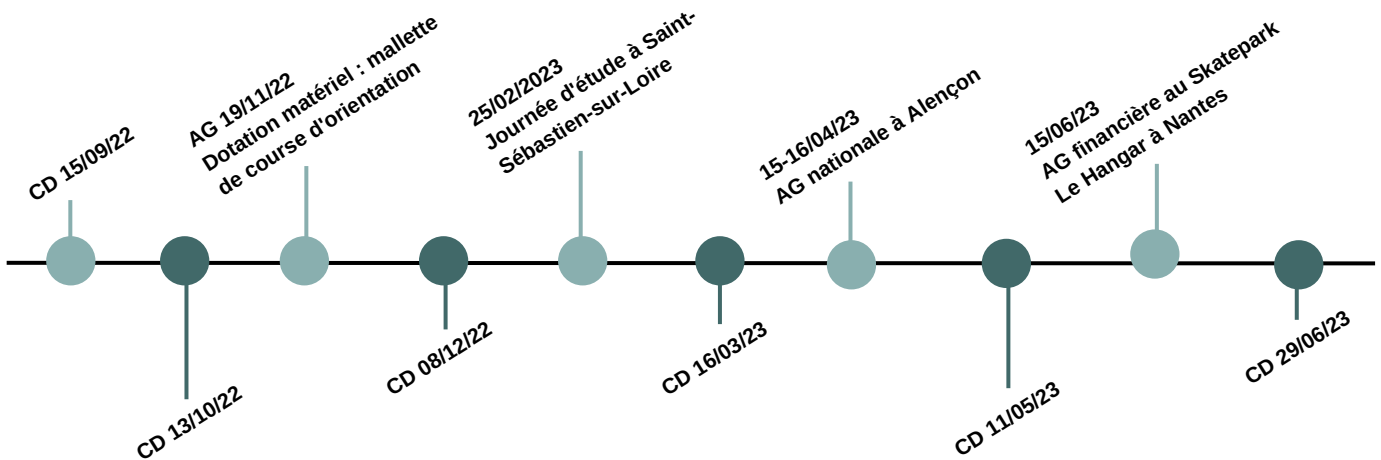 CD 15/09/22
CD 13/10/22
AG 19/11/22
Dotation matériel : mallette
de course d'orientation
CD 08/12/22
25/02/2023
Journée d'étude à Saint-
Sébastien-sur-Loire
CD 16/03/23
15-16/04/23
AG nationale à Alençon
CD 11/05/23
15/06/23
AG financière au Skatepark
Le Hangar à Nantes
CD 29/06/23